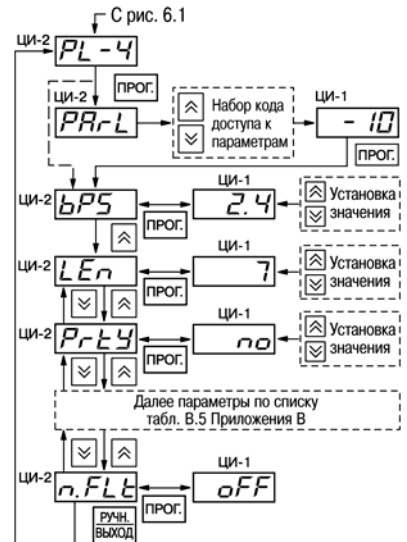 С рис. 6.1
ЦИ-2
PL-4
ПРОГ.
ЦИ-2
PArL
Набор кода
доступа к
параметрам
ЦИ-1
- 10
ПРОГ.
ЦИ-2
bPS
ПРОГ.
ЦИ-1
2.4
Установка
значения
ЦИ-2
LEn
ПРОГ.
ЦИ-1
7
Установка
значения
ЦИ-2
PrtY
ПРОГ.
ЦИ-1
no
Установка
значения
Далее параметры по списку
табл. В.5 Приложения В
ЦИ-2
n.FLt
ПРОГ.
ЦИ-1
oFF
РУЧН.
ВЫХОД